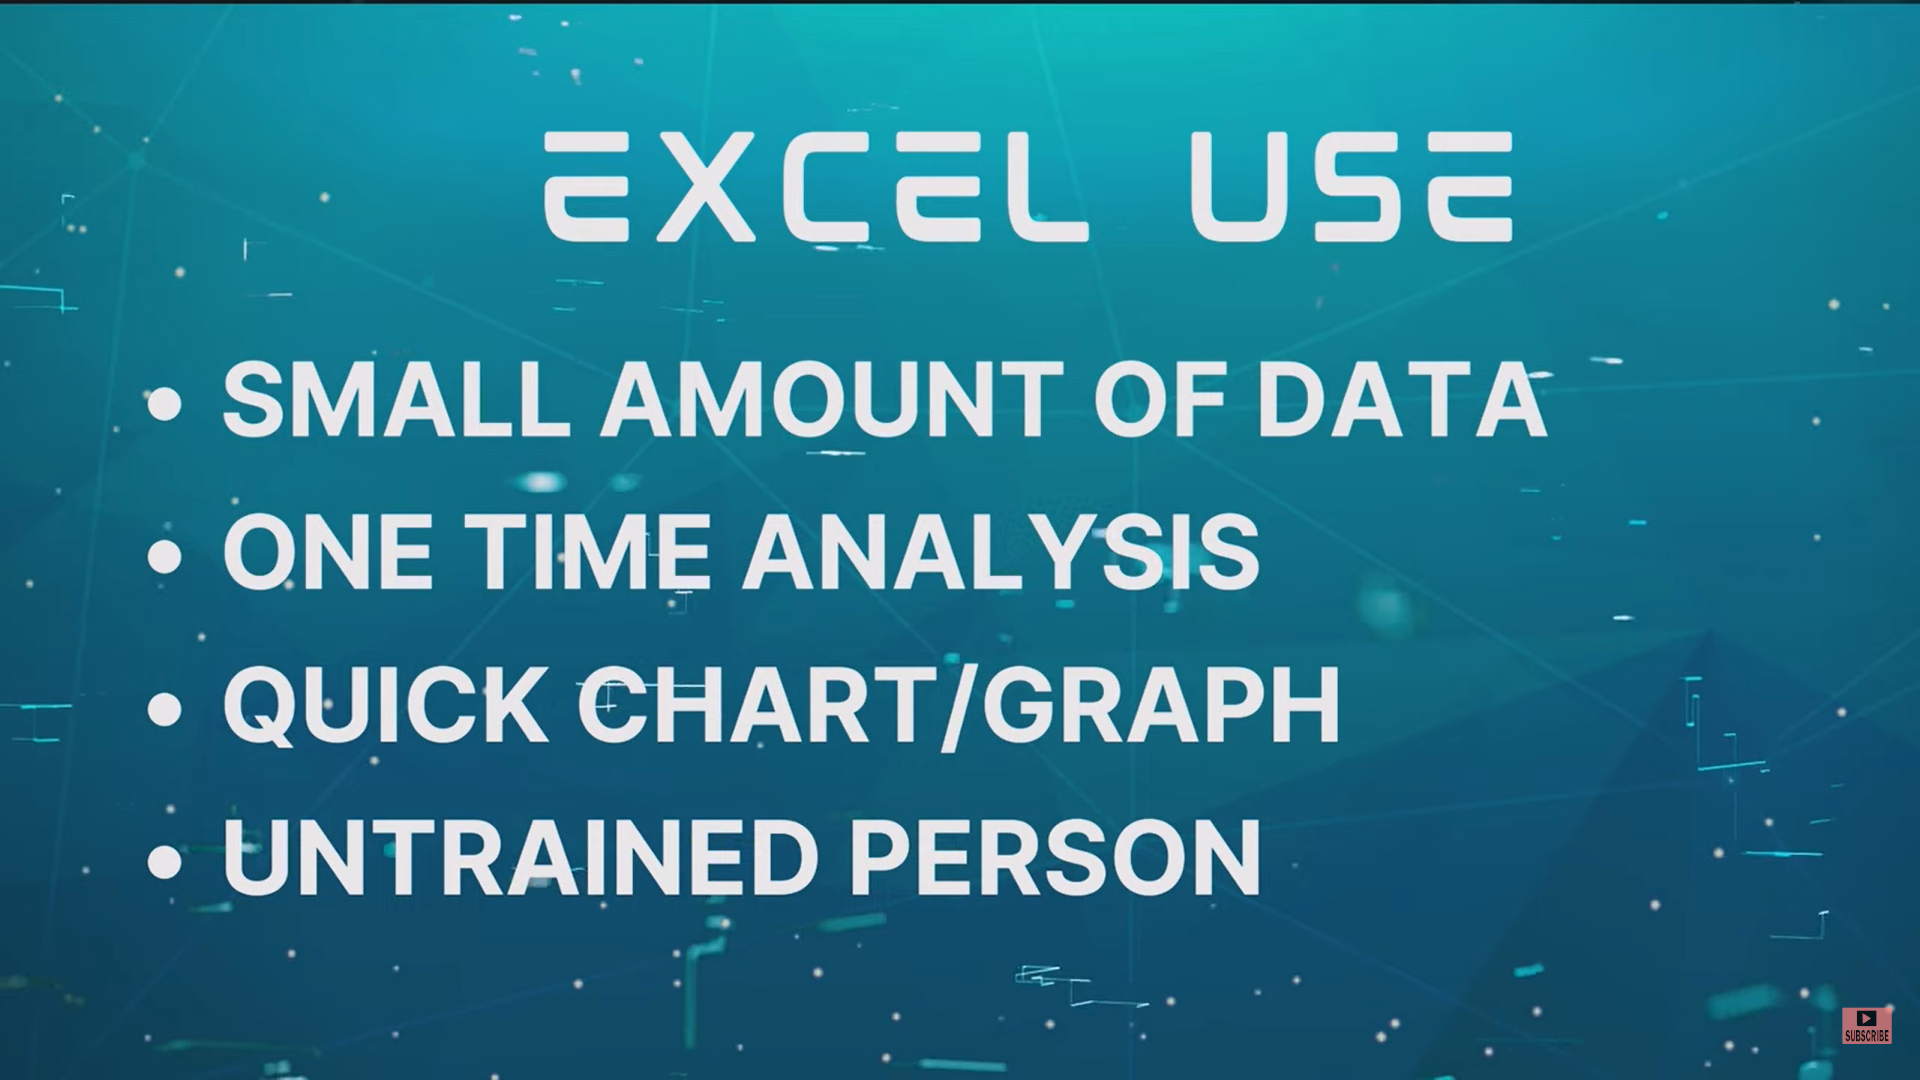 EXCEL USE
• SMALL AMOUNT OF DATA
• ONE TIME ANALYSIS
• QUICK CHART/GRAPH
• UNTRAINED PERSON
SUBSCRIBE